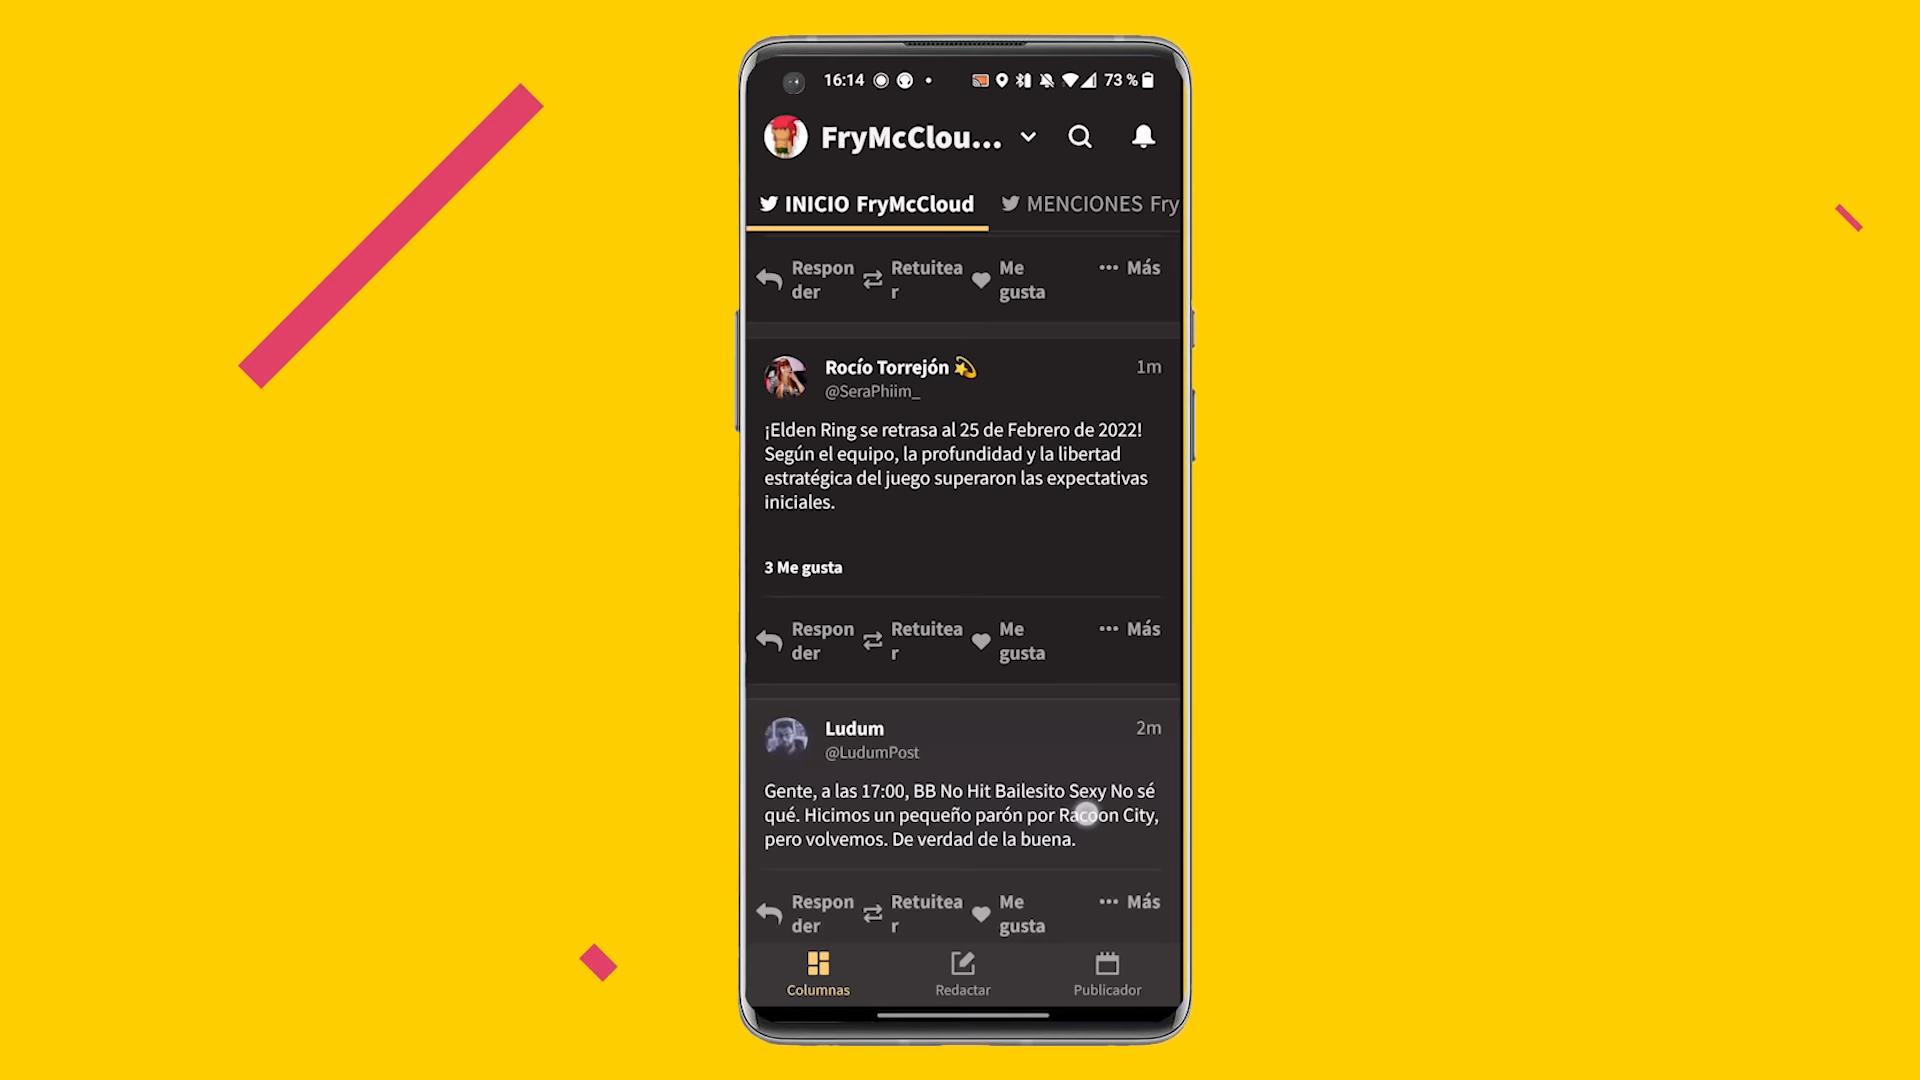 16:14
73 %
FryMcClou...
INICIO FryMcCloud
MENCIONES Fry
Respon
der
Retuitea
r
Me
gusta
Más
Rocío Torrejón
1m
@SeraPhiim_
¡Elden Ring se retrasa al 25 de Febrero de 2022!
Según el equipo, la profundidad y la libertad
estratégica del juego superaron las expectativas
iniciales.
3 Me gusta
Respon
der
Retuitea
r
Me
gusta
Más
Ludum
2m
@LudumPost
Gente, a las 17:00, BB No Hit Bailesito Sexy No sé
qué. Hicimos un pequeño parón por Racoon City,
pero volvemos. De verdad de la buena.
Respon
der
Retuitea
r
Me
gusta
Más
Columnas
Redactar
Publicador